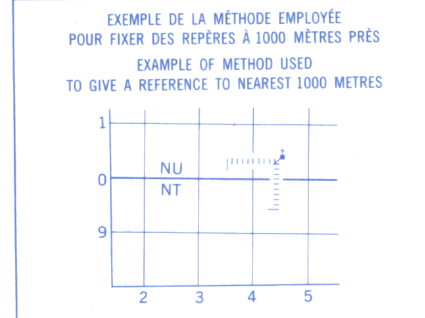 EXEMPLE DE LA MÉTHODE EMPLOYÉE
POUR FIXER DES REPÈRES À 1000 MÈTRES PRÈS
EXAMPLE OF METHOD USED
TO GIVE A REFERENCE TO NEAREST 1000 METRES
1
NU
0
NT
9
2 3 4 5